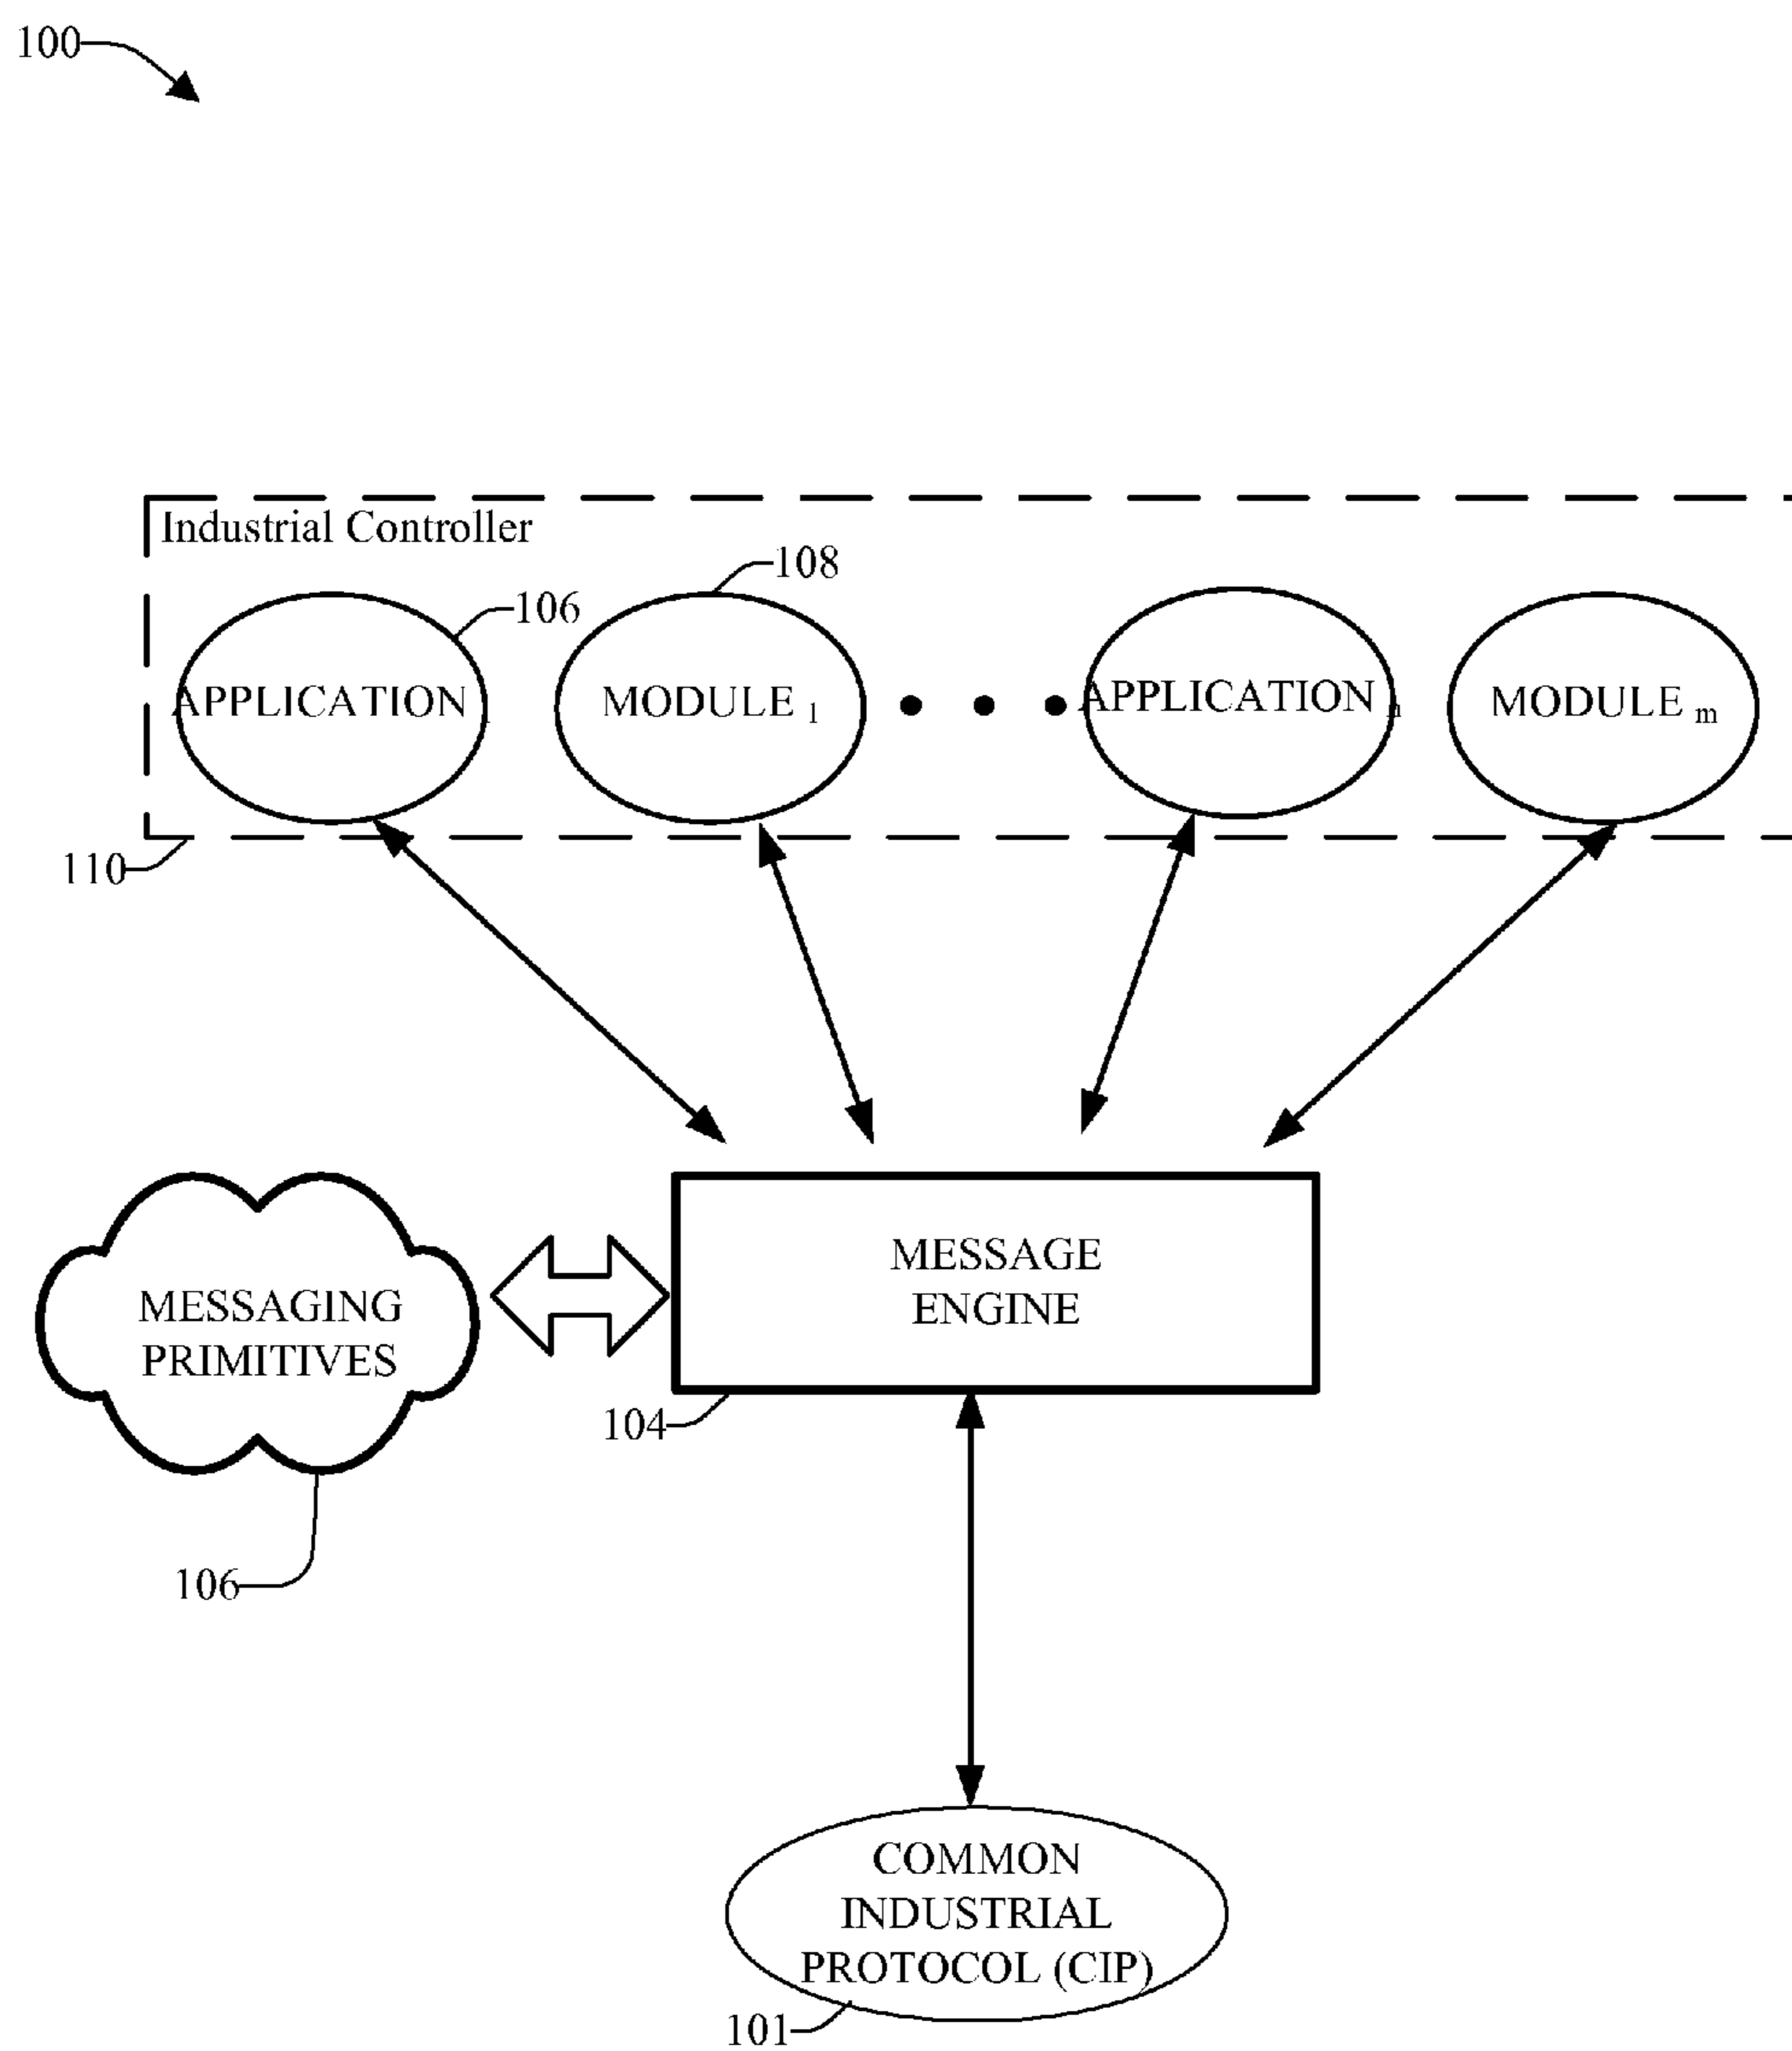 100
Industrial Controller
108
106
APPLICATION
MODULE 1
APPLICATION n
MODULE m
110
MESSAGE
ENGINE
MESSAGING
PRIMITIVES
104
106
COMMON
INDUSTRIAL
PROTOCOL (CIP)
101